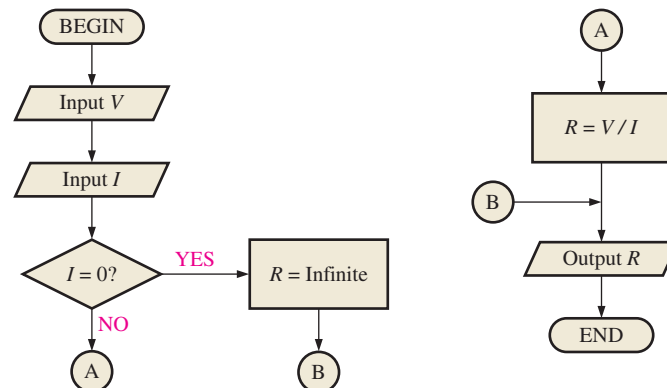 BEGIN
Input V
Input I
I = 0?
YES
R = Infinite
NO
A
B
A
R = V / I
B
Output R
END